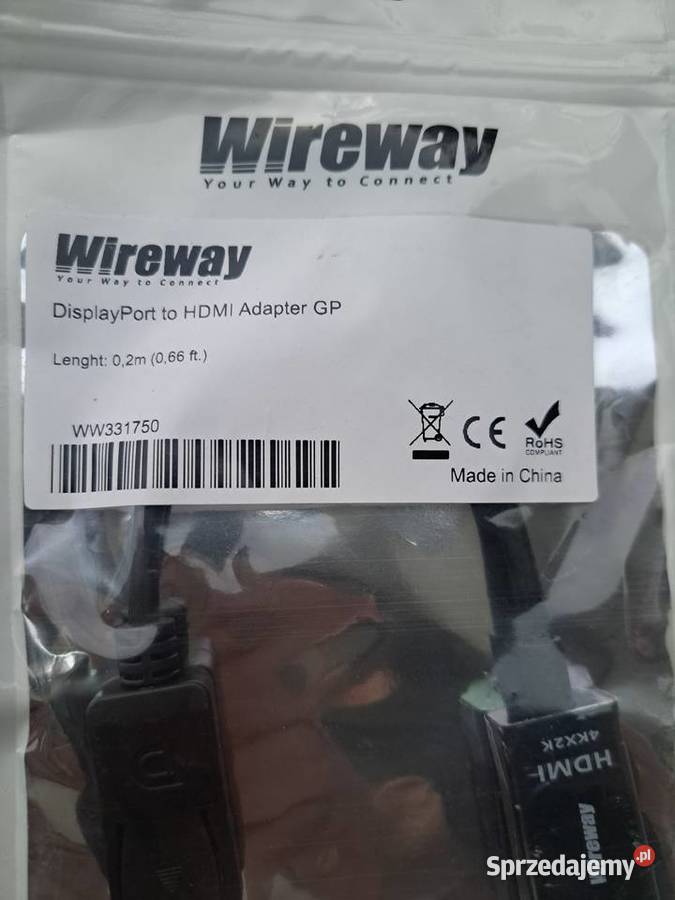 Wireway
Your Way to Connect
Wireway
Your Way to Connect
DisplayPort to HDMI Adapter GP
Lenght: 0,2m (0,66 ft.)
WW331750
CE
RoHS
COMPLIANT
Made in China
HDMI
4KX2K
Wireway
Sprzedajemy.pl